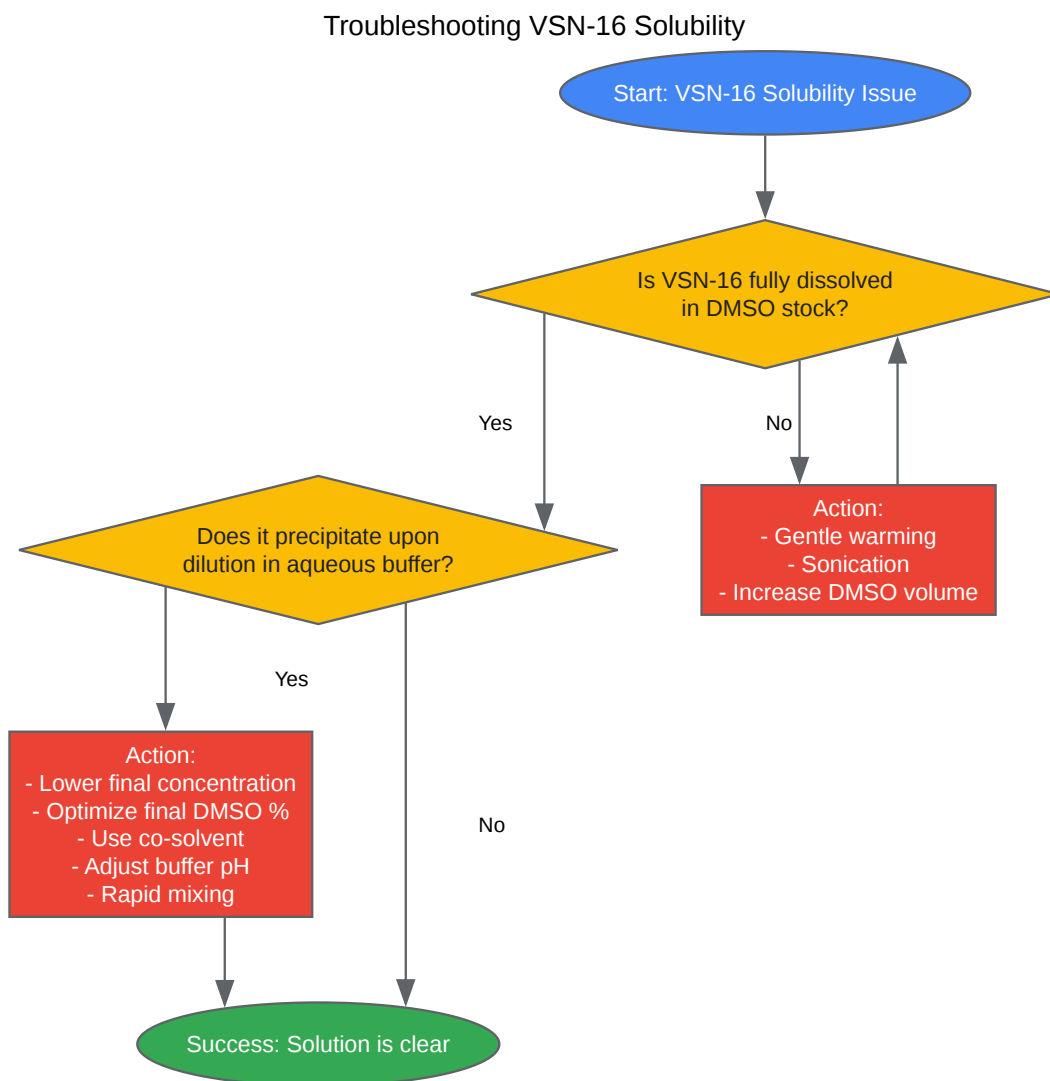 Troubleshooting VSN-16 Solubility
Start: VSN-16 Solubility Issue
Is VSN-16 fully dissolved
in DMSO stock?
Yes
No
Does it precipitate upon
dilution in aqueous buffer?
Action:
- Gentle warming
- Sonication
- Increase DMSO volume
Yes
Action:
- Lower final concentration
- Optimize final DMSO %
- Use co-solvent
- Adjust buffer pH
- Rapid mixing
No
Success: Solution is clear